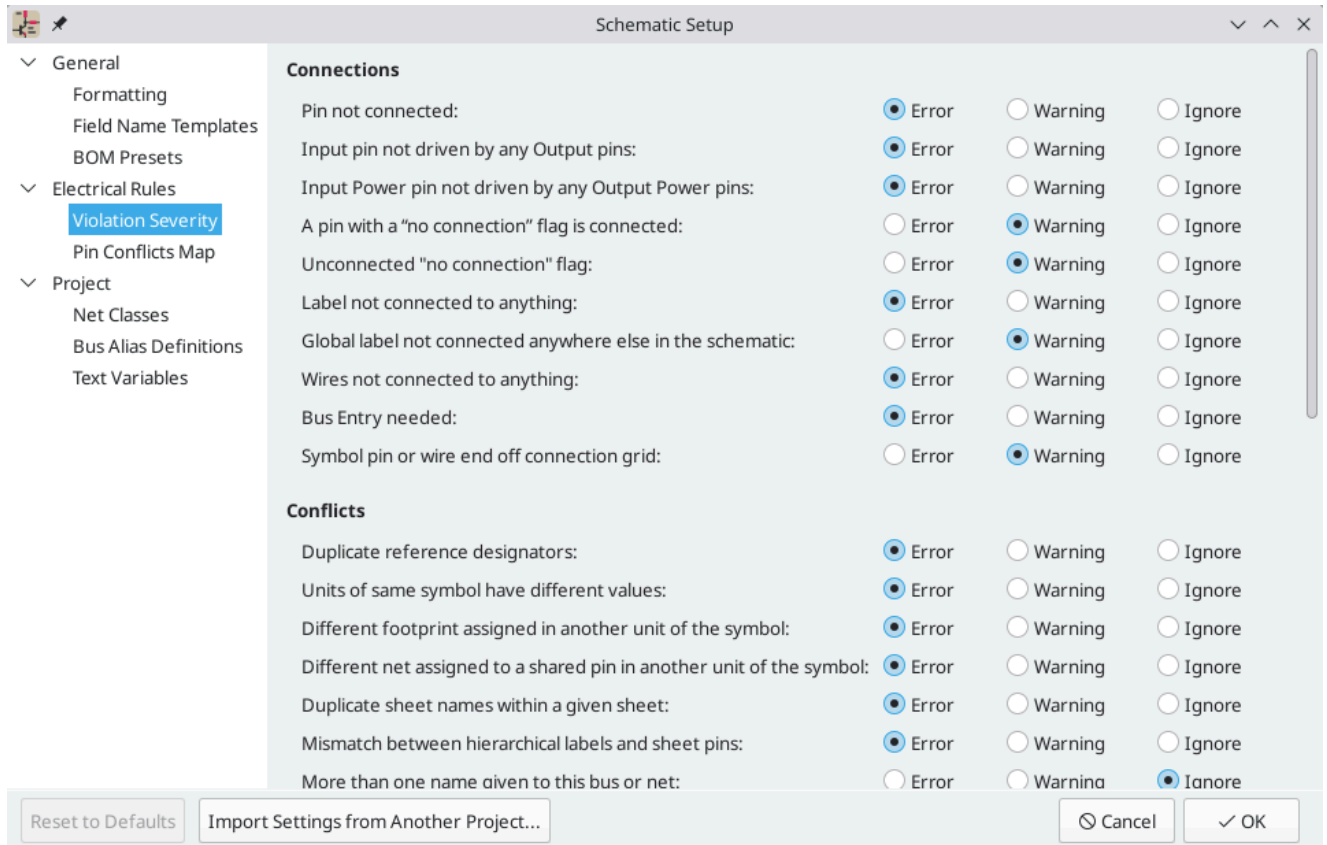 Schematic Setup
General
Formatting
Field Name Templates
BOM Presets
Electrical Rules
Violation Severity
Pin Conflicts Map
Project
Net Classes
Bus Alias Definitions
Text Variables
Connections
Pin not connected: Error Warning Ignore
Input pin not driven by any Output pins: Error Warning Ignore
Input Power pin not driven by any Output Power pins: Error Warning Ignore
A pin with a “no connection” flag is connected: Error Warning Ignore
Unconnected "no connection" flag: Error Warning Ignore
Label not connected to anything: Error Warning Ignore
Global label not connected anywhere else in the schematic: Error Warning Ignore
Wires not connected to anything: Error Warning Ignore
Bus Entry needed: Error Warning Ignore
Symbol pin or wire end off connection grid: Error Warning Ignore
Conflicts
Duplicate reference designators: Error Warning Ignore
Units of same symbol have different values: Error Warning Ignore
Different footprint assigned in another unit of the symbol: Error Warning Ignore
Different net assigned to a shared pin in another unit of the symbol: Error Warning Ignore
Duplicate sheet names within a given sheet: Error Warning Ignore
Mismatch between hierarchical labels and sheet pins: Error Warning Ignore
More than one name given to this bus or net: Error Warning Ignore
Reset to Defaults Import Settings from Another Project... Cancel OK